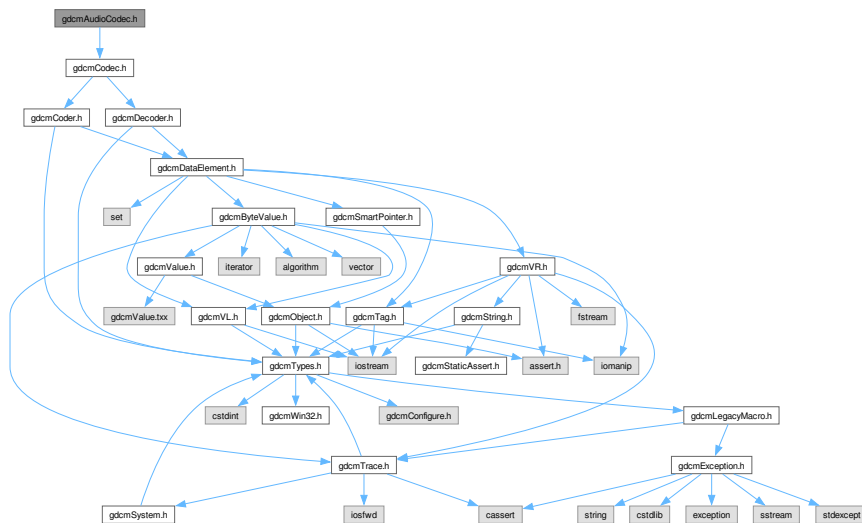 gdcmAudioCodec.h
gdcmCodec.h
gdcmCoder.h
gdcmDecoder.h
gdcmDataElement.h
set
gdcmByteValue.h
gdcmSmartPointer.h
gdcmValue.h
iterator
algorithm
vector
gdcmVR.h
gdcmValue.txx
gdcmVL.h
gdcmObject.h
gdcmTag.h
gdcmString.h
fstream
gdcmTypes.h
iostream
gdcmStaticAssert.h
assert.h
iomanip
cstdint
gdcmWin32.h
gdcmConfigure.h
gdcmLegacyMacro.h
gdcmTrace.h
gdcmException.h
gdcmSystem.h
iosfwd
cassert
string
cstdlib
exception
sstream
stdexcept